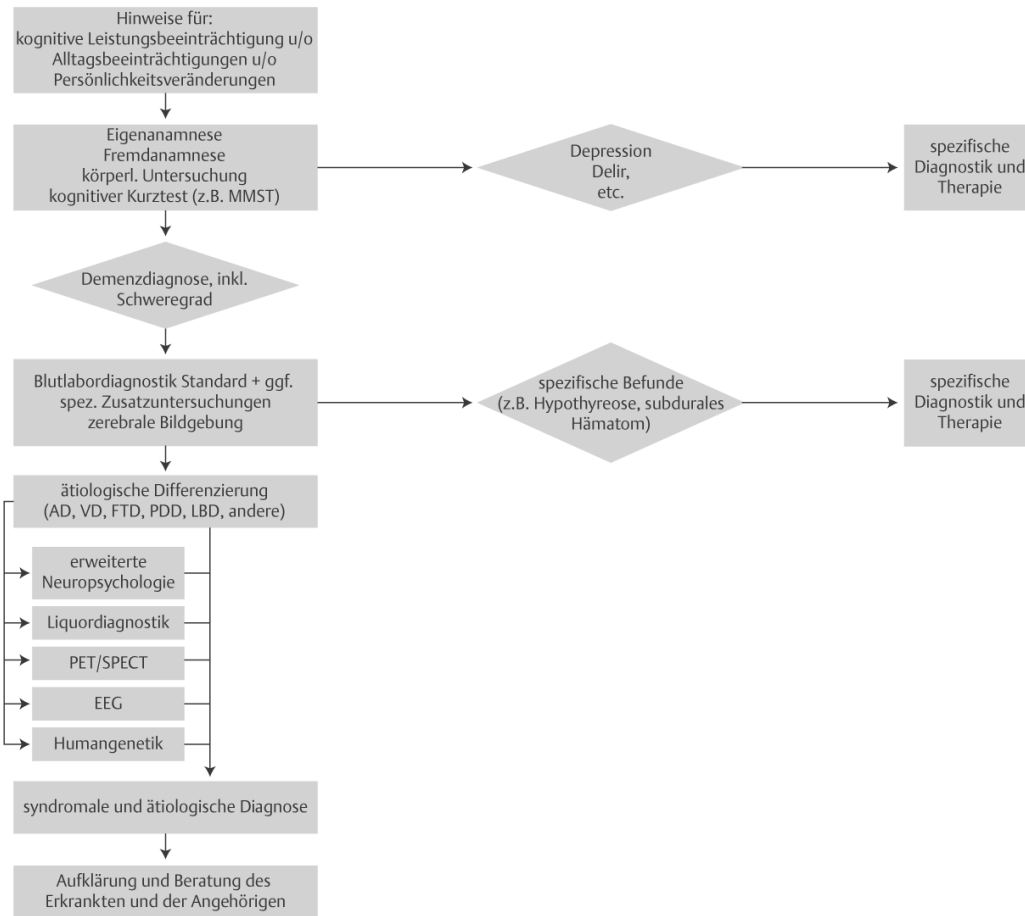 Hinweise für:
kognitive Leistungsbeeinträchtigung u/o
Alltagsbeeinträchtigungen u/o
Persönlichkeitsveränderungen
Eigenanamnese
Fremdanamnese
körperl. Untersuchung
kognitiver Kurztest (z.B. MMST)
Depression
Delir,
etc.
spezifische
Diagnostik und
Therapie
Demenzdiagnose, inkl.
Schweregrad
Blutlabordiagnostik Standard + ggf.
spez. Zusatzuntersuchungen
zerebrale Bildgebung
spezifische Befunde
(z.B. Hypothyreose, subdurales
Hämatom)
spezifische
Diagnostik und
Therapie
ätiologische Differenzierung
(AD, VD, FTD, PDD, LBD, andere)
erweiterte
Neuropsychologie
Liquordiagnostik
PET/SPECT
EEG
Humangenetik
syndromale und ätiologische Diagnose
Aufklärung und Beratung des
Erkrankten und der Angehörigen